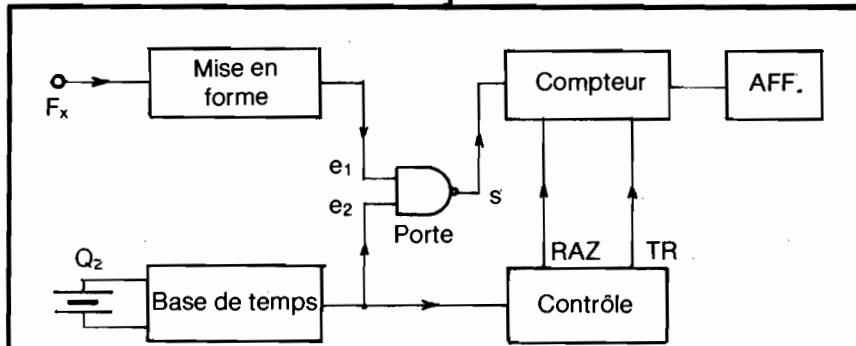 Mise en
forme
Compteur
AFF.
Fx
e1
e2
s
Porte
Q2
RAZ
TR
Base de temps
Contrôle